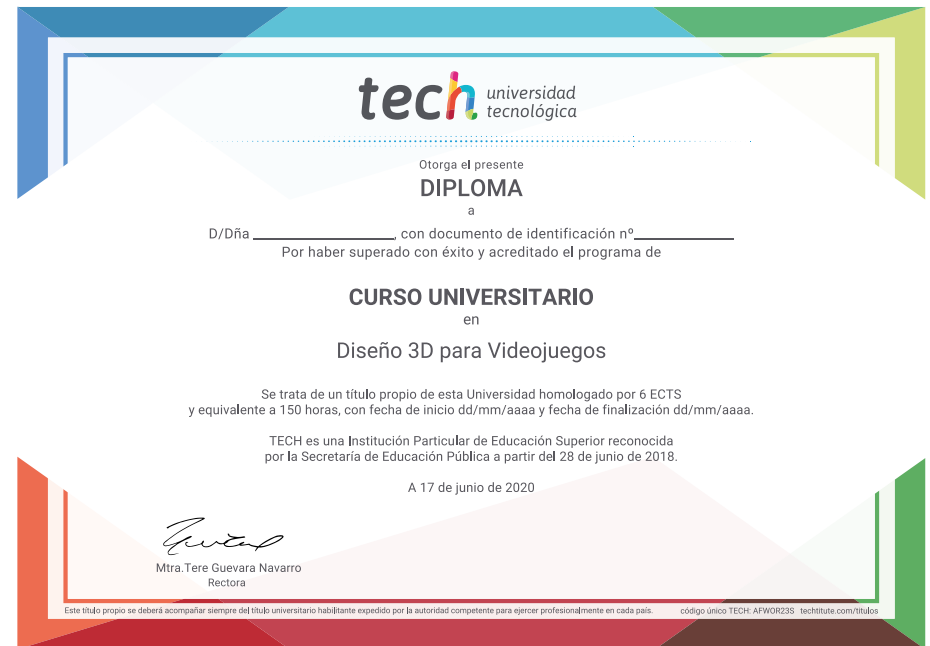 tech universidad
tecnológica
Otorga el presente
DIPLOMA
a
D/Dña ____________________, con documento de identificación nº______________
Por haber superado con éxito y acreditado el programa de
CURSO UNIVERSITARIO
en
Diseño 3D para Videojuegos
Se trata de un título propio de esta Universidad homologado por 6 ECTS
y equivalente a 150 horas, con fecha de inicio dd/mm/aaaa y fecha de finalización dd/mm/aaaa.
TECH es una Institución Particular de Educación Superior reconocida
por la Secretaría de Educación Pública a partir del 28 de junio de 2018.
A 17 de junio de 2020
Mtra.Tere Guevara Navarro
Rectora
Este título propio se deberá acompañar siempre del título universitario habilitante expedido por la autoridad competente para ejercer profesionalmente en cada país. código único TECH: AFWOR23S techtitute.com/titulos